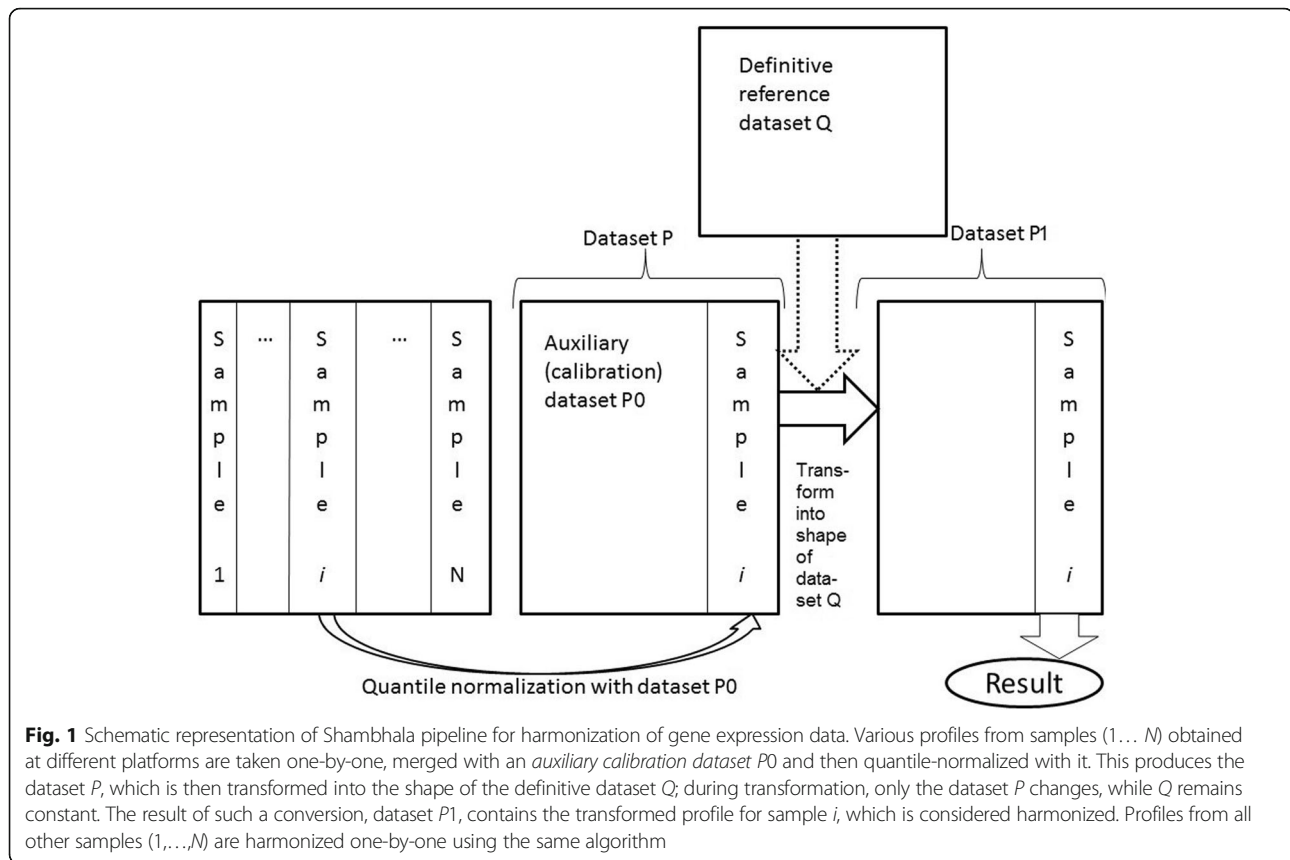 Definitive
reference
dataset Q
Dataset P
Dataset P1
Sample 1
...
Sample i
...
Sample N
Auxiliary
(calibration)
dataset P0
Sample i
Trans-
form
into
shape
of
data-
set Q
Sample i
Quantile normalization with dataset P0
Result
Fig. 1 Schematic representation of Shambhala pipeline for harmonization of gene expression data. Various profiles from samples (1… N) obtained
at different platforms are taken one-by-one, merged with an auxiliary calibration dataset P0 and then quantile-normalized with it. This produces the
dataset P, which is then transformed into the shape of the definitive dataset Q; during transformation, only the dataset P changes, while Q remains
constant. The result of such a conversion, dataset P1, contains the transformed profile for sample i, which is considered harmonized. Profiles from all
other samples (1,…,N) are harmonized one-by-one using the same algorithm